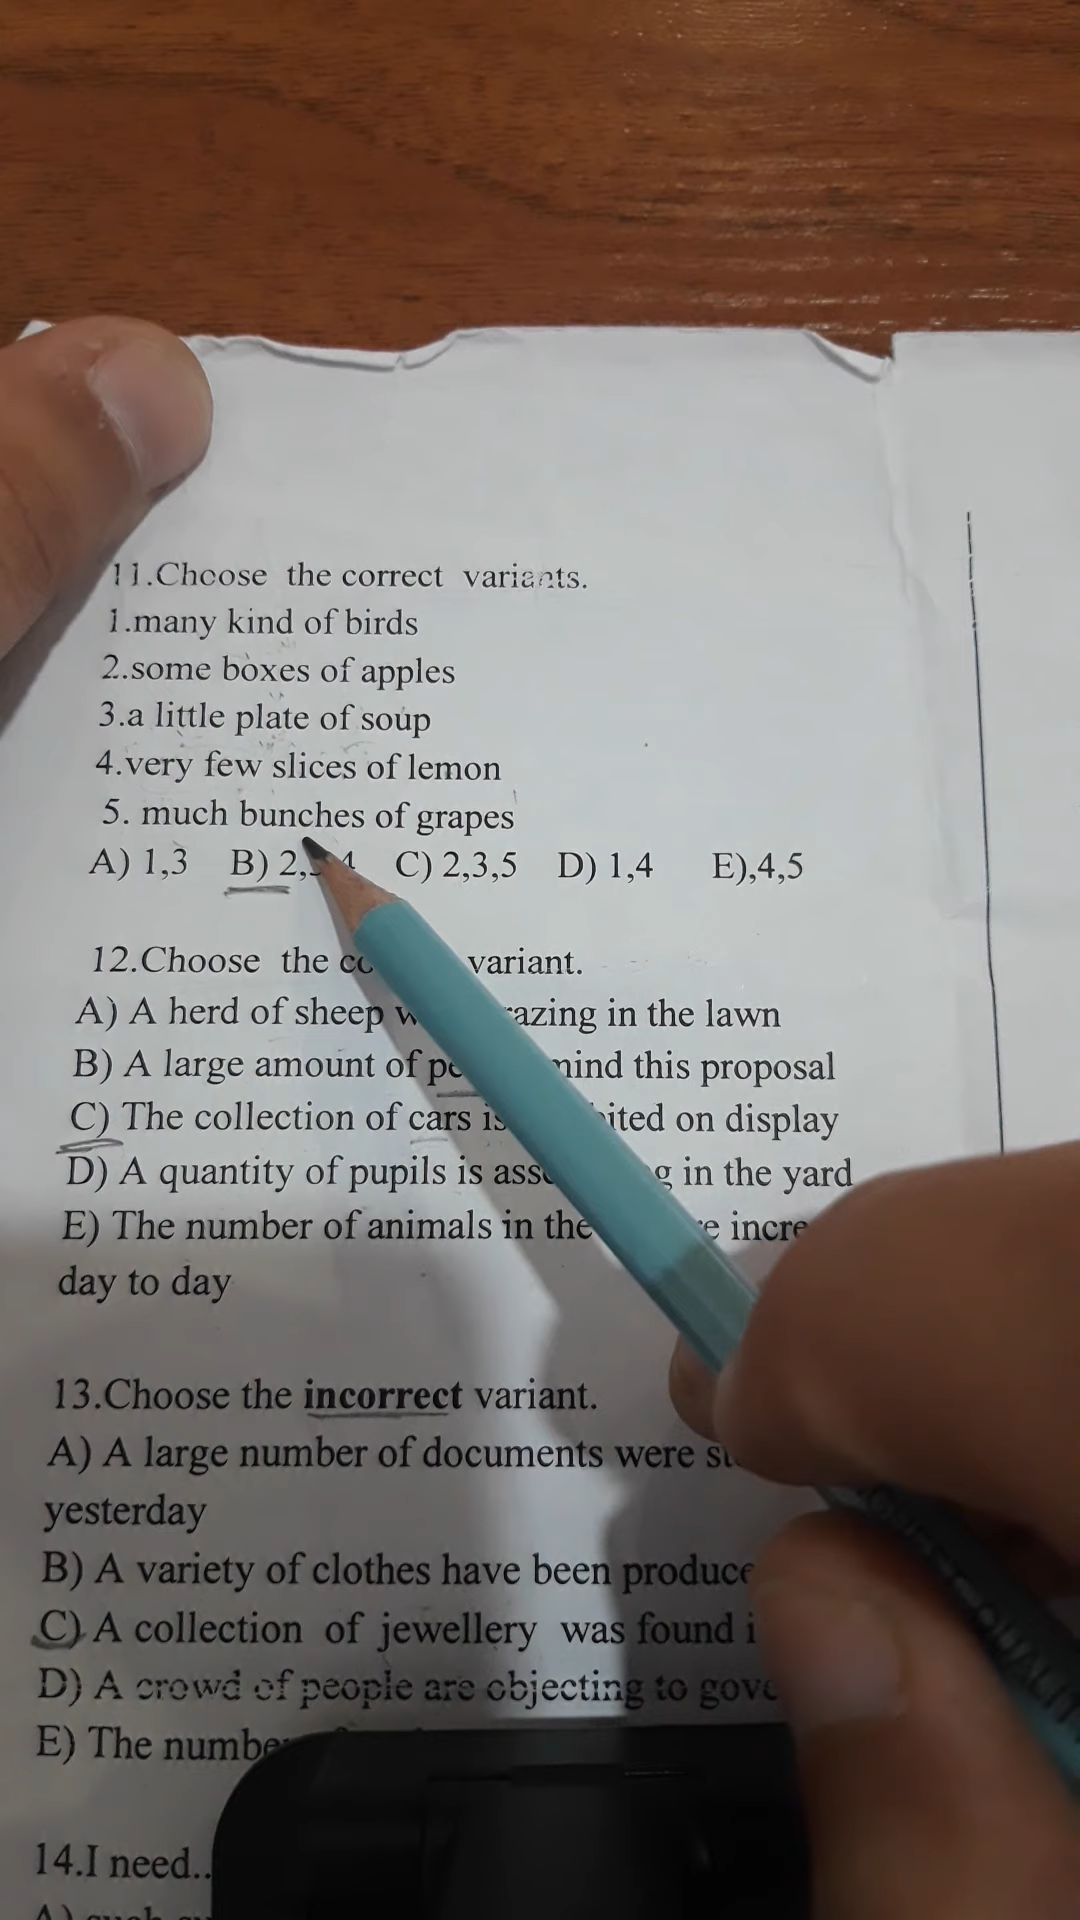 11.Choose the correct variants.
1.many kind of birds
2.some boxes of apples
3.a little plate of soup
4.very few slices of lemon
5. much bunches of grapes
A) 1,3 B) 2, 4 C) 2,3,5 D) 1,4 E),4,5
12.Choose the variant.
A) A herd of sheep in the lawn
B) A large amount of mind this proposal
C) The collection of cars is on display
D) A quantity of pupils is in the yard
E) The number of animals in the
day to day
13.Choose the incorrect variant.
A) A large number of documents were
yesterday
B) A variety of clothes have been
C) A collection of jewellery was found
D) A crowd of people are objecting to
E) The
14.I need..
A) such